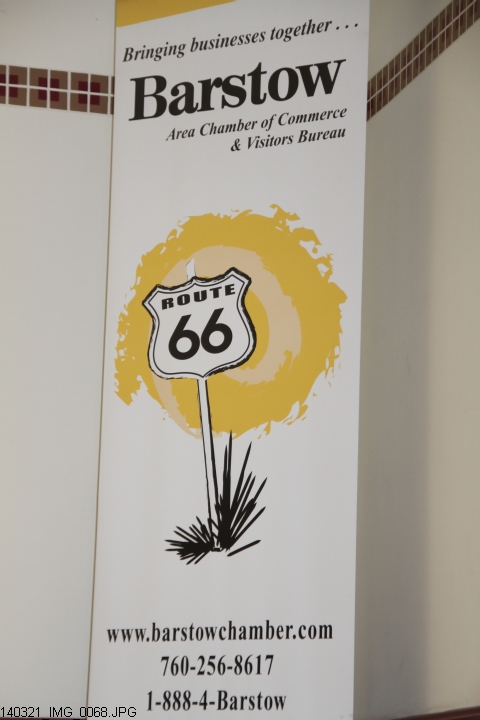 Bringing businesses together . . .
Barstow
Area Chamber of Commerce
& Visitors Bureau
ROUTE
66
www.barstowchamber.com
760-256-8617
1-888-4-Barstow
140321_IMG_0068.JPG